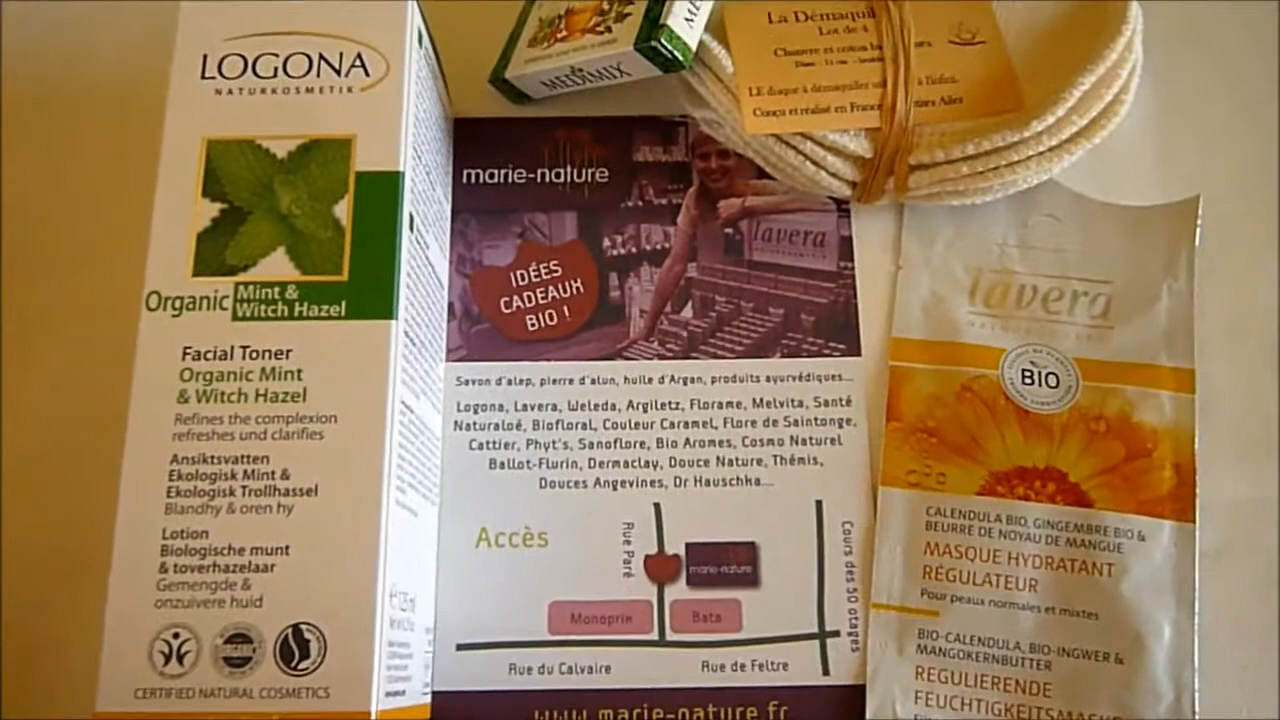 LOGONA
NATURKOSMETIK
Organic Mint &
Witch Hazel
Facial Toner
Organic Mint
& Witch Hazel
Refines the complexion
refreshes und clarifies
Ansiktsvatten
Ekologisk Mint &
Ekologisk Trollhassel
Blandhy & oren hy
Lotion
Biologische munt
& toverhazelaar
Gemengde &
onzuivere huid
CERTIFIED NATURAL COSMETICS
MEDIMIX
La Démaquil
Lot de 4
Chanvre et coton
LE disque à démaquiller
Conçu et réalisé en France
Ailes
marie-nature
lavera
IDÉES
CADEAUX
BIO !
Savon d'alep, pierre d'alun, huile d'Argan, produits ayurvédiques...
Logona, Lavera, Weleda, Argiletz, Florame, Melvita, Santé
Naturaloé, Biofloral, Couleur Caramel, Flore de Saintonge,
Cattier, Phyt's, Sanoflore, Bio Aromes, Cosmo Naturel
Ballot-Flurin, Dermaclay, Douce Nature, Thémis,
Douces Angevines, Dr Hauschka...
Accès
Rue Paré
marie-nature
Cours des 50 otages
Monoprix
Bata
Rue du Calvaire
Rue de Feltre
www.marie-nature.fr
lavera
BIO
CALENDULA BIO, GINGEMBRE BIO &
BEURRE DE NOYAU DE MANGUE
MASQUE HYDRATANT
RÉGULATEUR
Pour peaux normales et mixtes
BIO-CALENDULA, BIO-INGWER &
MANGOKERNBUTTER
REGULIERENDE
FEUCHTIGKEITSMASKE